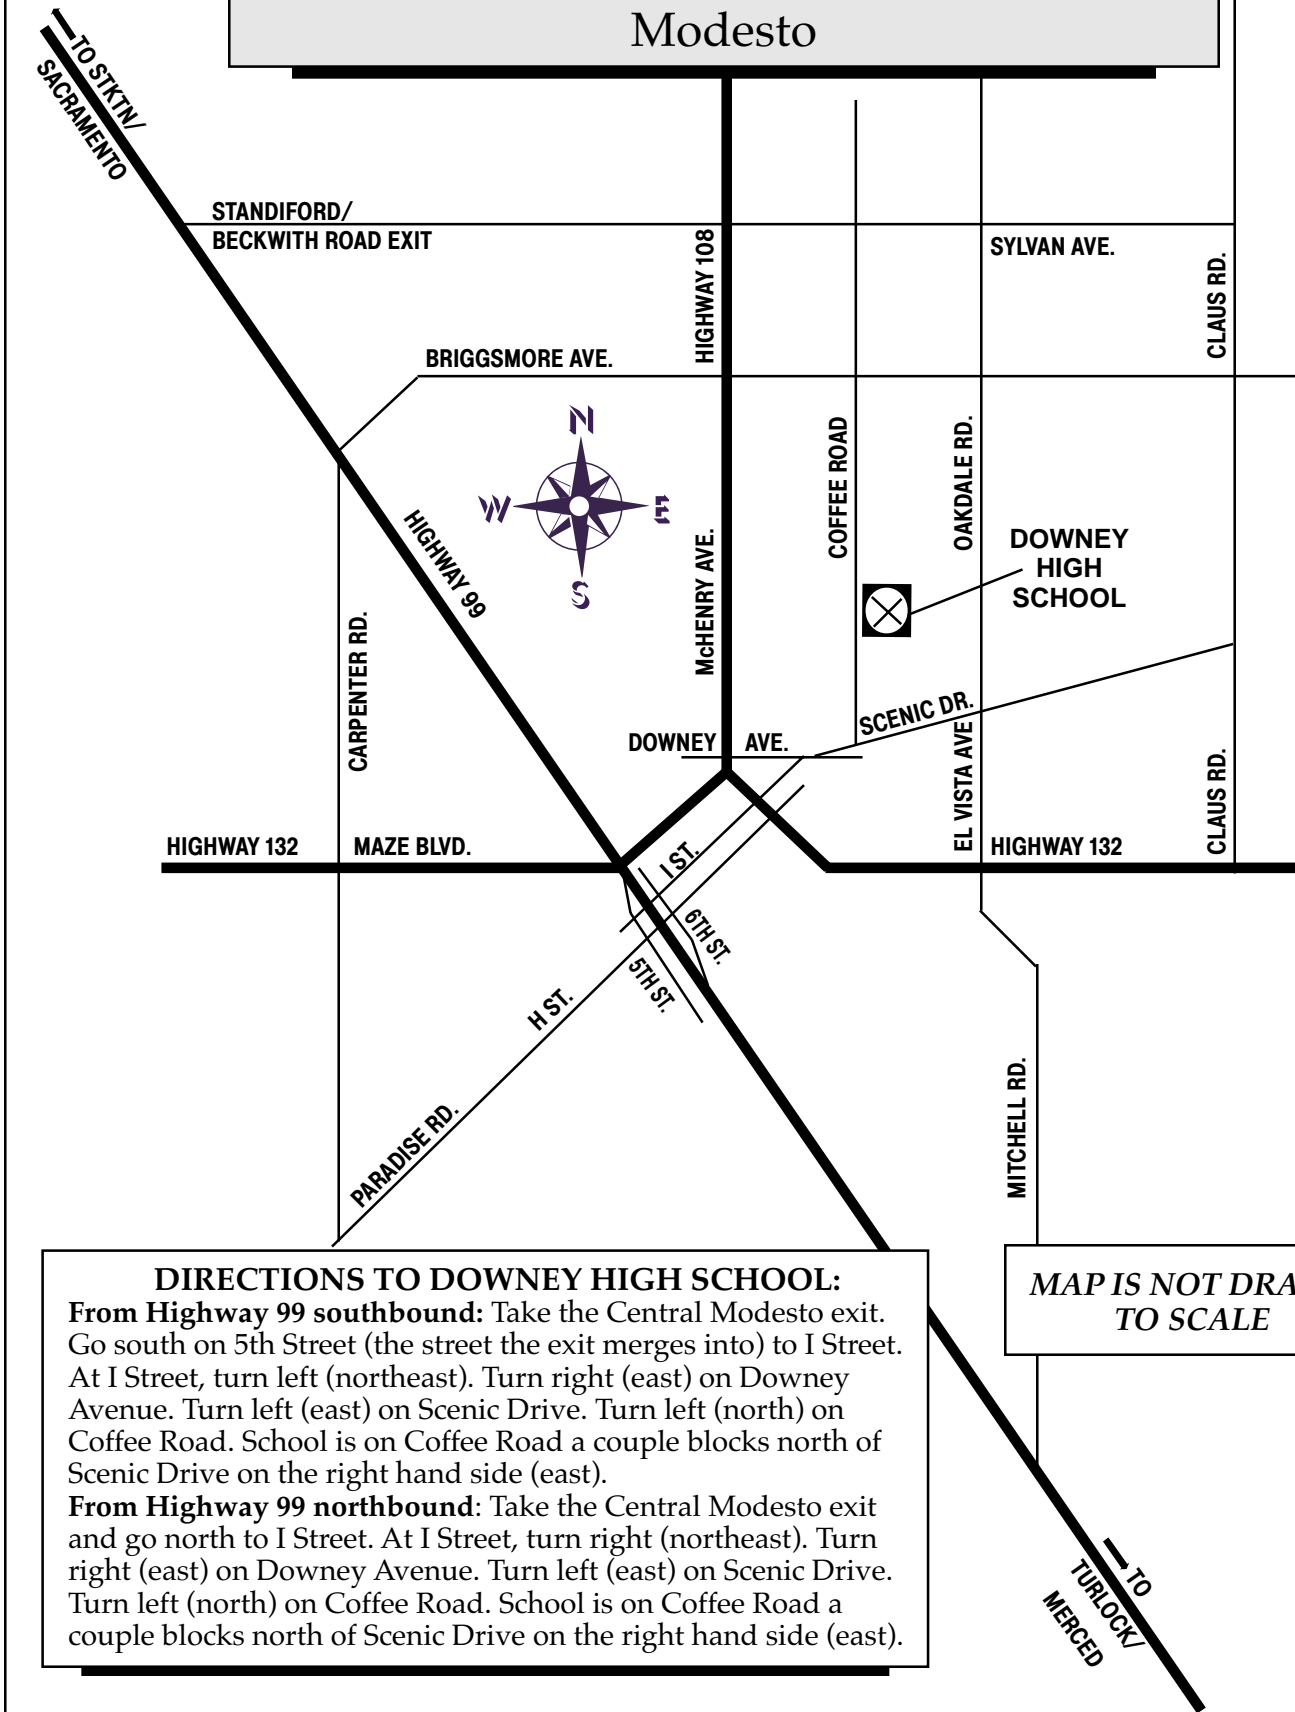 Modesto
TO STKTN/
SACRAMENTO
STANDIFORD/
BECKWITH ROAD EXIT
HIGHWAY 108
SYLVAN AVE.
CLAUS RD.
BRIGGSMORE AVE.
N
W
E
S
HIGHWAY 99
McHENRY AVE.
COFFEE ROAD
OAKDALE RD.
DOWNEY
HIGH
SCHOOL
CARPENTER RD.
DOWNEY AVE.
SCENIC DR.
EL VISTA AVE
CLAUS RD.
HIGHWAY 132
MAZE BLVD.
I ST.
HIGHWAY 132
6TH ST.
5TH ST.
H ST.
PARADISE RD.
MITCHELL RD.
DIRECTIONS TO DOWNEY HIGH SCHOOL:
From Highway 99 southbound: Take the Central Modesto exit.
Go south on 5th Street (the street the exit merges into) to I Street.
At I Street, turn left (northeast). Turn right (east) on Downey
Avenue. Turn left (east) on Scenic Drive. Turn left (north) on
Coffee Road. School is on Coffee Road a couple blocks north of
Scenic Drive on the right hand side (east).
From Highway 99 northbound: Take the Central Modesto exit
and go north to I Street. At I Street, turn right (northeast). Turn
right (east) on Downey Avenue. Turn left (east) on Scenic Drive.
Turn left (north) on Coffee Road. School is on Coffee Road a
couple blocks north of Scenic Drive on the right hand side (east).
MAP IS NOT DRA
TO SCALE
TO
TURLOCK/
MERCED